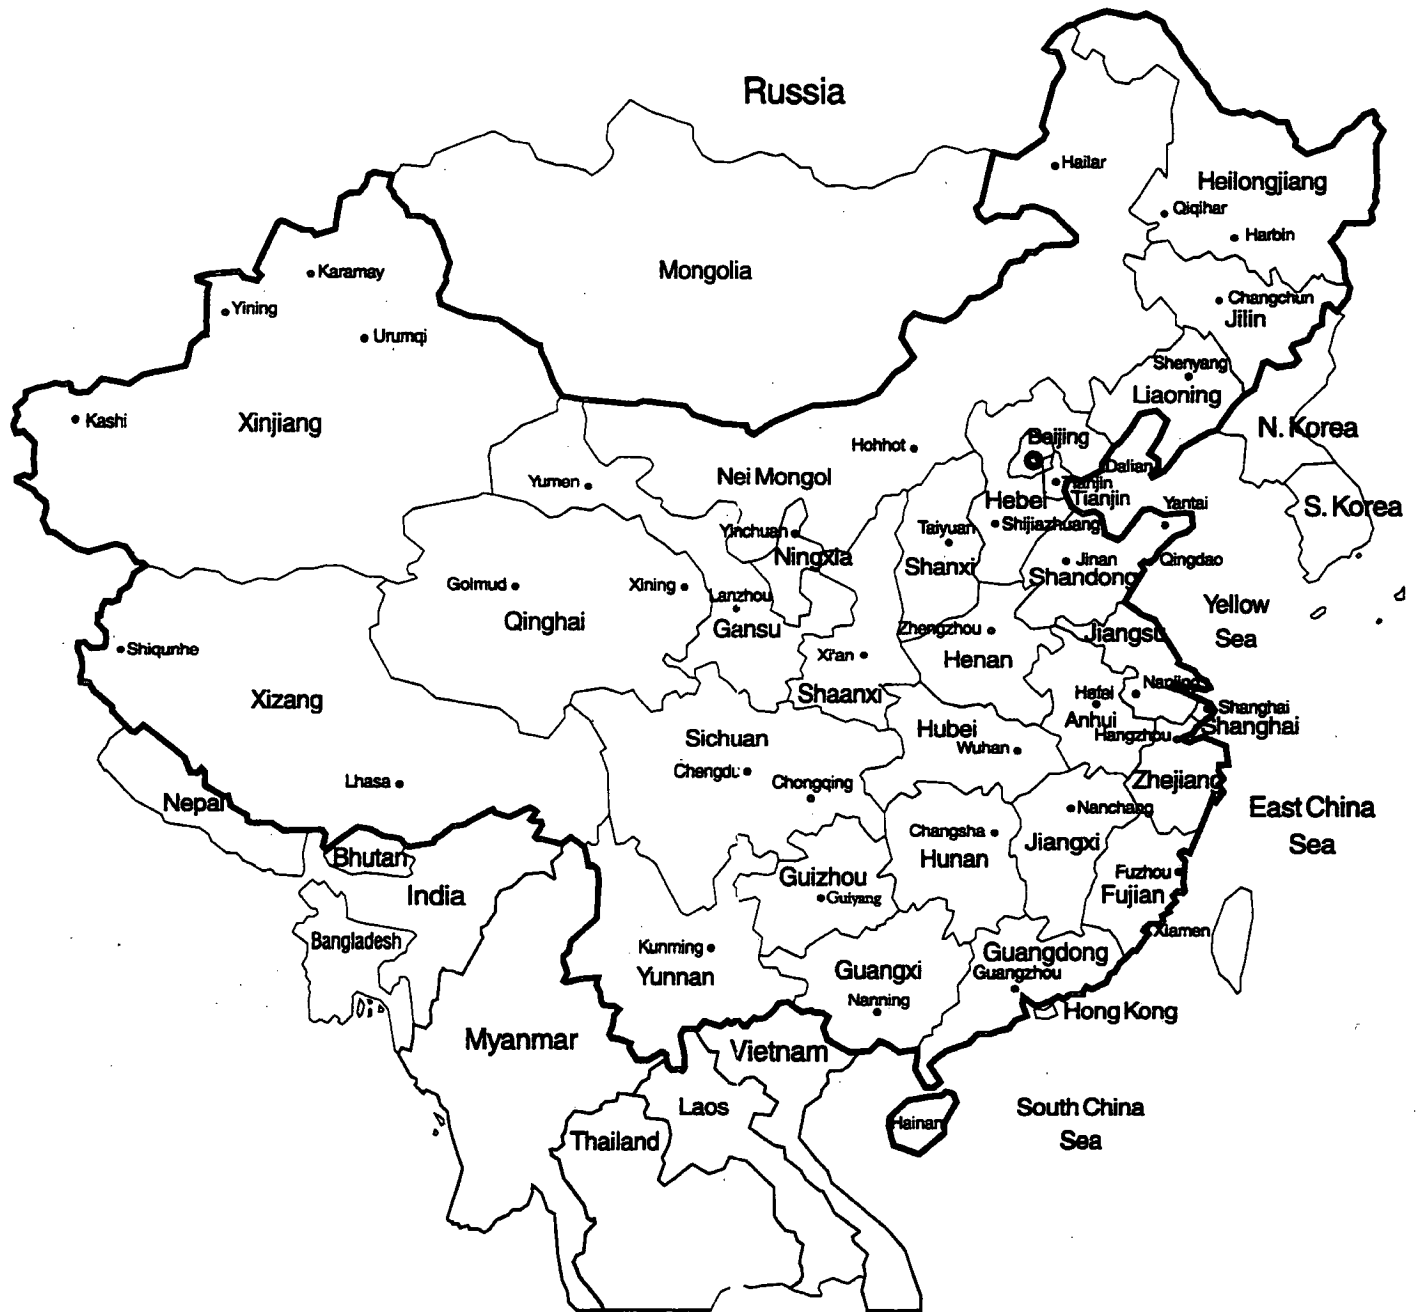 Russia
Hailar
Heilongjiang
Qiqihar
Harbin
Mongolia
Karamay
Changchun
Yining
Jilin
Urumqi
Shenyang
Liaoning
Kashi
Xinjiang
N. Korea
Beijing
Hohhot
Dalian
Nei Mongol
Yumen
Tianjin
Hebei
Tianjin
Yantai
S. Korea
Taiyuan
Shijiazhuang
Yinchuan
Ningxia
Shanxi
Jinan
Qingdao
Shandong
Golmud
Xining
Lanzhou
Yellow
Sea
Qinghai
Gansu
Zhengzhou
Jiangsu
Shiqunhe
Xi'an
Henan
Nanjing
Xizang
Shaanxi
Hefei
Shanghai
Anhui
Shanghai
Hubei
Sichuan
Wuhan
Hangzhou
Chengdu
Lhasa
Chongqing
Zhejiang
Nepal
Nanchang
East China
Sea
Changsha
Jiangxi
Bhutan
Hunan
Guizhou
Fuzhou
India
Guiyang
Fujian
Bangladesh
Xiamen
Kunming
Yunnan
Guangxi
Guangdong
Guangzhou
Nanning
Hong Kong
Myanmar
Vietnam
Laos
South China
Sea
Hainan
Thailand